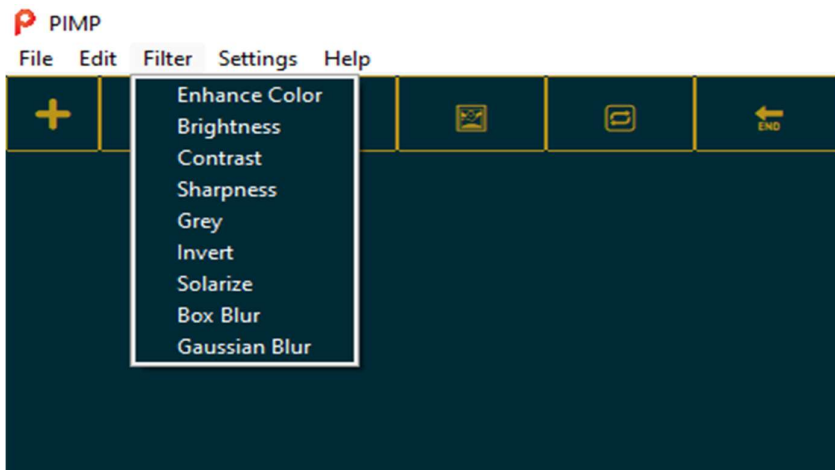 PIMP
File Edit Filter Settings Help
Enhance Color
Brightness
Contrast
Sharpness
Grey
Invert
Solarize
Box Blur
Gaussian Blur
END